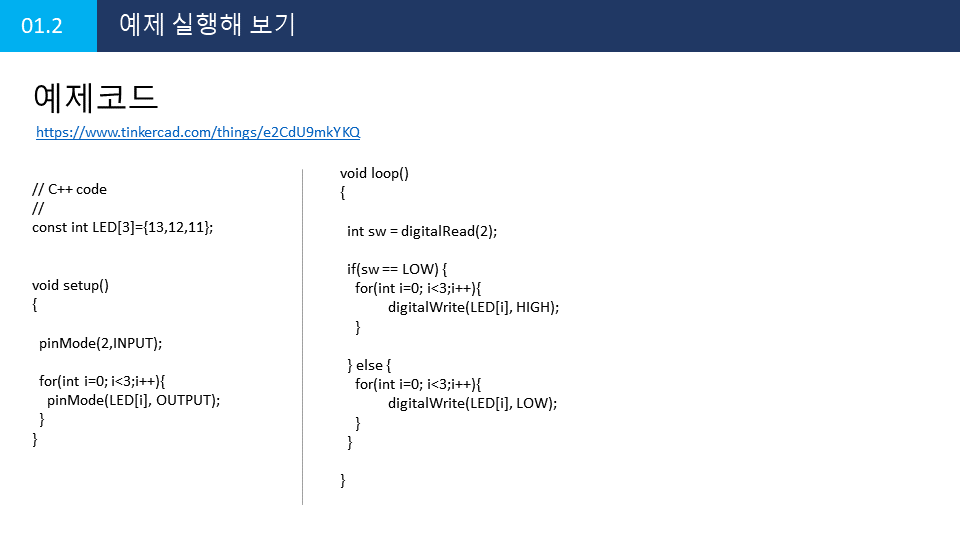 01.2
예제 실행해 보기
예제코드
https://www.tinkercad.com/things/e2CdU9mkYKQ
// C++ code
//
const int LED[3]={13,12,11};
void setup()
{
pinMode(2,INPUT);
for(int i=0; i<3;i++){
pinMode(LED[i], OUTPUT);
}
}
void loop()
{
int sw = digitalRead(2);
if(sw == LOW) {
for(int i=0; i<3;i++){
digitalWrite(LED[i], HIGH);
}
} else {
for(int i=0; i<3;i++){
digitalWrite(LED[i], LOW);
}
}
}